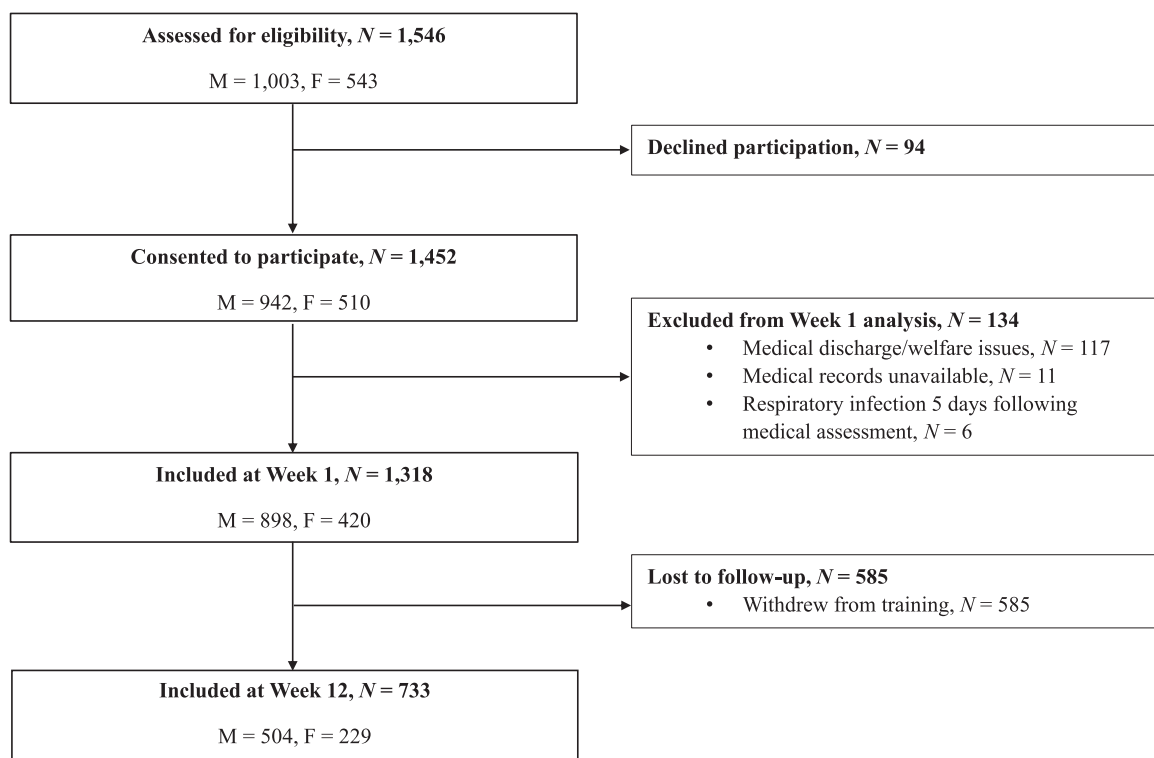 Assessed for eligibility, N = 1,546
M = 1,003, F = 543
Declined participation, N = 94
Consented to participate, N = 1,452
M = 942, F = 510
Excluded from Week 1 analysis, N = 134
• Medical discharge/welfare issues, N = 117
• Medical records unavailable, N = 11
• Respiratory infection 5 days following
medical assessment, N = 6
Included at Week 1, N = 1,318
M = 898, F = 420
Lost to follow-up, N = 585
• Withdrew from training, N = 585
Included at Week 12, N = 733
M = 504, F = 229